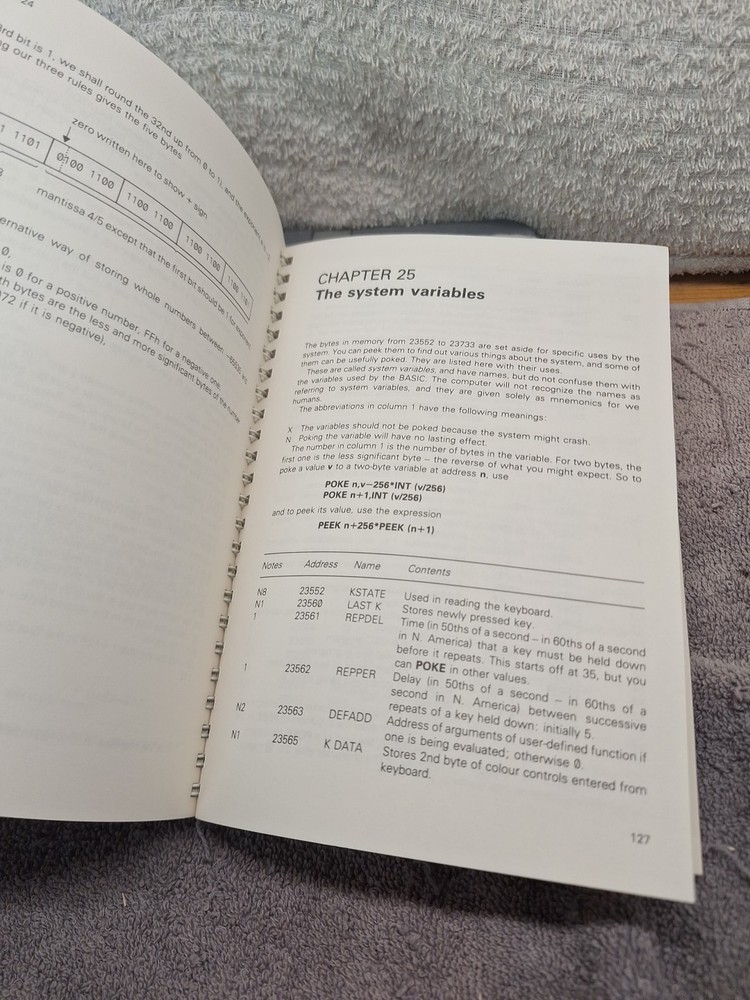 24
3rd bit is 1, we shall round the 32nd up from 0 to 1), and the exponent
our three rules gives the five bytes
zero written here to show + sign
1 1101
0100 1100
1100 1100
1100 1100
mantissa 4/5 except that the first bit should be 1
ernative way of storing whole numbers between
0,
is 0 for a positive number, FFh for a negative one,
th bytes are the less and more significant bytes of the number
072 if it is negative),
CHAPTER 25
The system variables
The bytes in memory from 23552 to 23733 are set aside for specific uses by the
system. You can peek them to find out various things about the system, and some of
them can be usefully poked. They are listed here with their uses.
These are called system variables, and have names, but do not confuse them with
the variables used by the BASIC. The computer will not recognize the names as
referring to system variables, and they are given solely as mnemonics for we
humans.
The abbreviations in column 1 have the following meanings:
X The variables should not be poked because the system might crash.
N Poking the variable will have no lasting effect.
The number in column 1 is the number of bytes in the variable. For two bytes, the
first one is the less significant byte – the reverse of what you might expect. So to
poke a value v to a two-byte variable at address n, use
POKE n,v–256*INT (v/256)
POKE n+1,INT (v/256)
and to peek its value, use the expression
PEEK n+256*PEEK (n+1)
Notes Address Name Contents
N8 23552 KSTATE Used in reading the keyboard.
N1 23560 LAST K Stores newly pressed key.
1 23561 REPDEL Time (in 50ths of a second – in 60ths of a second
in N. America) that a key must be held down
before it repeats. This starts off at 35, but you
can POKE in other values.
1 23562 REPPER Delay (in 50ths of a second – in 60ths of a
second in N. America) between successive
repeats of a key held down: initially 5.
N2 23563 DEFADD Address of arguments of user-defined function if
one is being evaluated; otherwise 0.
N1 23565 K DATA Stores 2nd byte of colour controls entered from
keyboard.
127